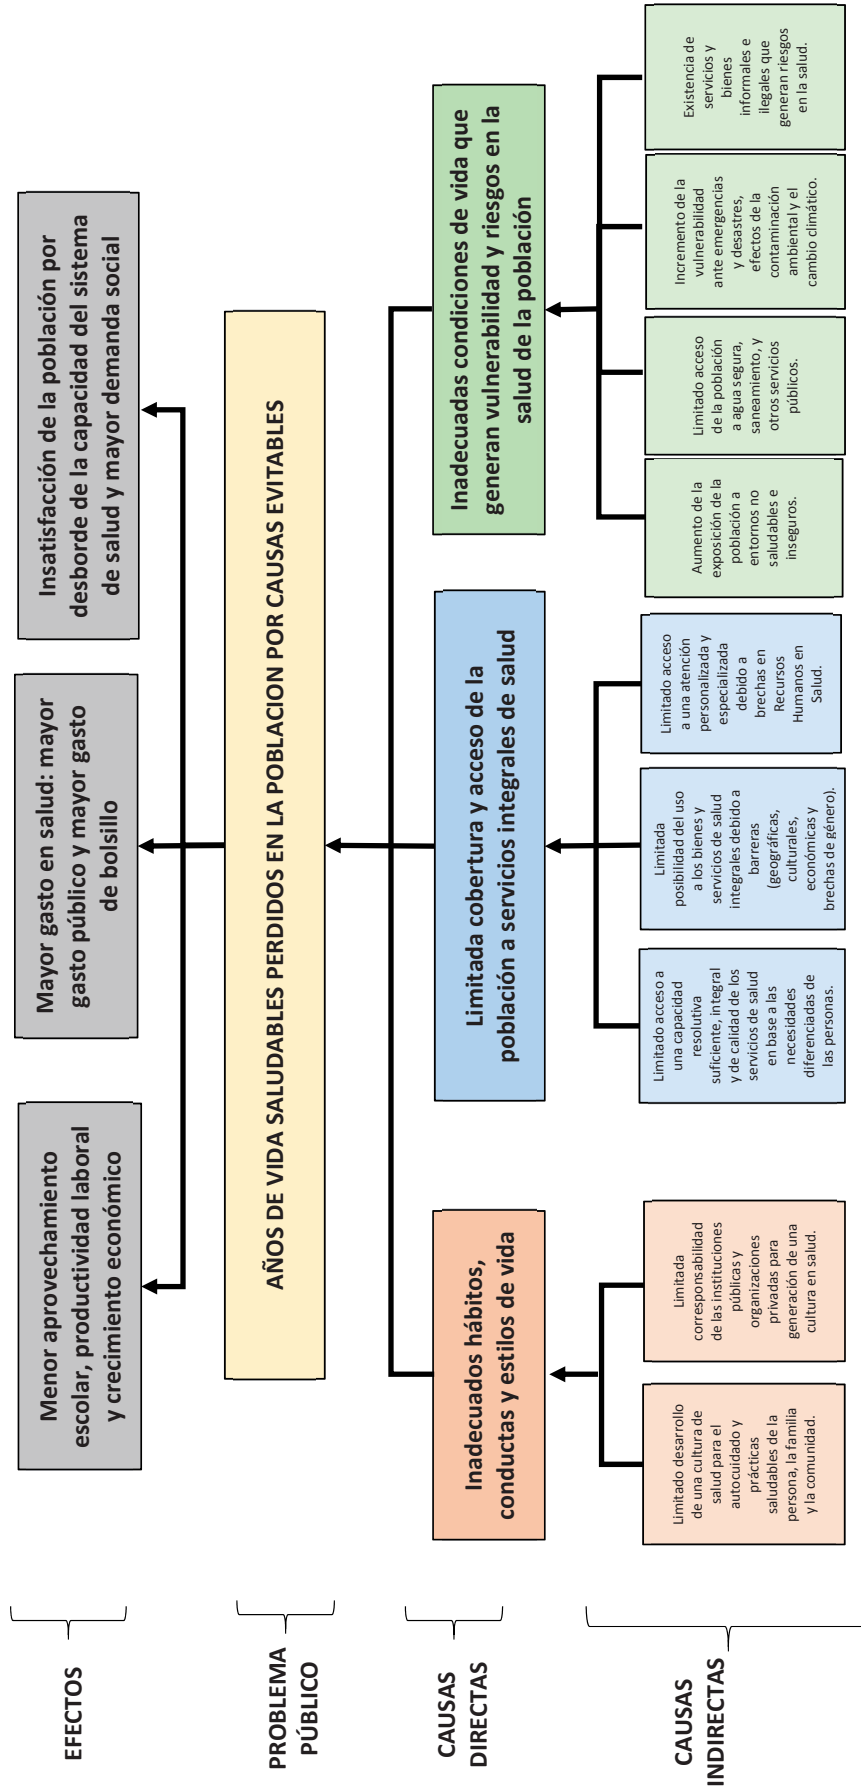 EFECTOS
Menor aprovechamiento
escolar, productividad laboral
y crecimiento económico
Mayor gasto en salud: mayor
gasto público y mayor gasto
de bolsillo
Insatisfacción de la población por
desborde de la capacidad del sistema
de salud y mayor demanda social
PROBLEMA
PÚBLICO
AÑOS DE VIDA SALUDABLES PERDIDOS EN LA POBLACION POR CAUSAS EVITABLES
CAUSAS
DIRECTAS
Inadecuados hábitos,
conductas y estilos de vida
Limitada cobertura y acceso de la
población a servicios integrales de salud
Inadecuadas condiciones de vida que
generan vulnerabilidad y riesgos en la
salud de la población
CAUSAS
INDIRECTAS
Limitado desarrollo
de una cultura de
salud para el
autocuidado y
prácticas
saludables de la
persona, la familia
y la comunidad.
Limitada
corresponsabilidad
de las instituciones
públicas y
organizaciones
privadas para
generación de una
cultura en salud.
Limitado acceso a
una capacidad
resolutiva
suficiente, integral
y de calidad de los
servicios de salud
en base a las
necesidades
diferenciadas de
las personas.
Limitada
posibilidad del uso
a los bienes y
servicios de salud
integrales debido a
barreras
(geográficas,
culturales,
económicas y
brechas de género).
Limitado acceso
a una atención
personalizada y
especializada
debido a
brechas en
Recursos
Humanos en
Salud.
Aumento de la
exposición de la
población a
entornos no
saludables e
inseguros.
Limitado acceso
de la población
a agua segura,
saneamiento, y
otros servicios
públicos.
Incremento de la
vulnerabilidad
ante emergencias
y desastres,
efectos de la
contaminación
ambiental y el
cambio climático.
Existencia de
servicios y
bienes
informales e
ilegales que
generan riesgos
en la salud.